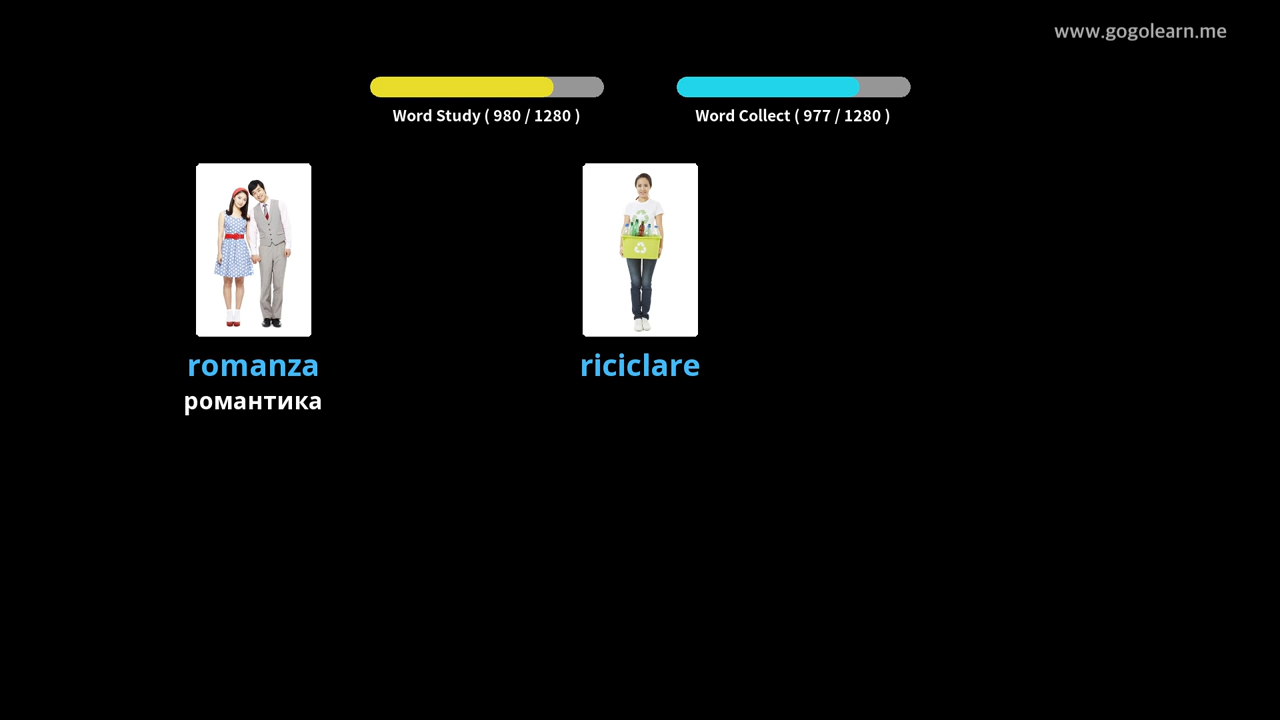 www.gogolearn.me
Word Study ( 980 / 1280 )
Word Collect ( 977 / 1280 )
romanza
романтика
riciclare